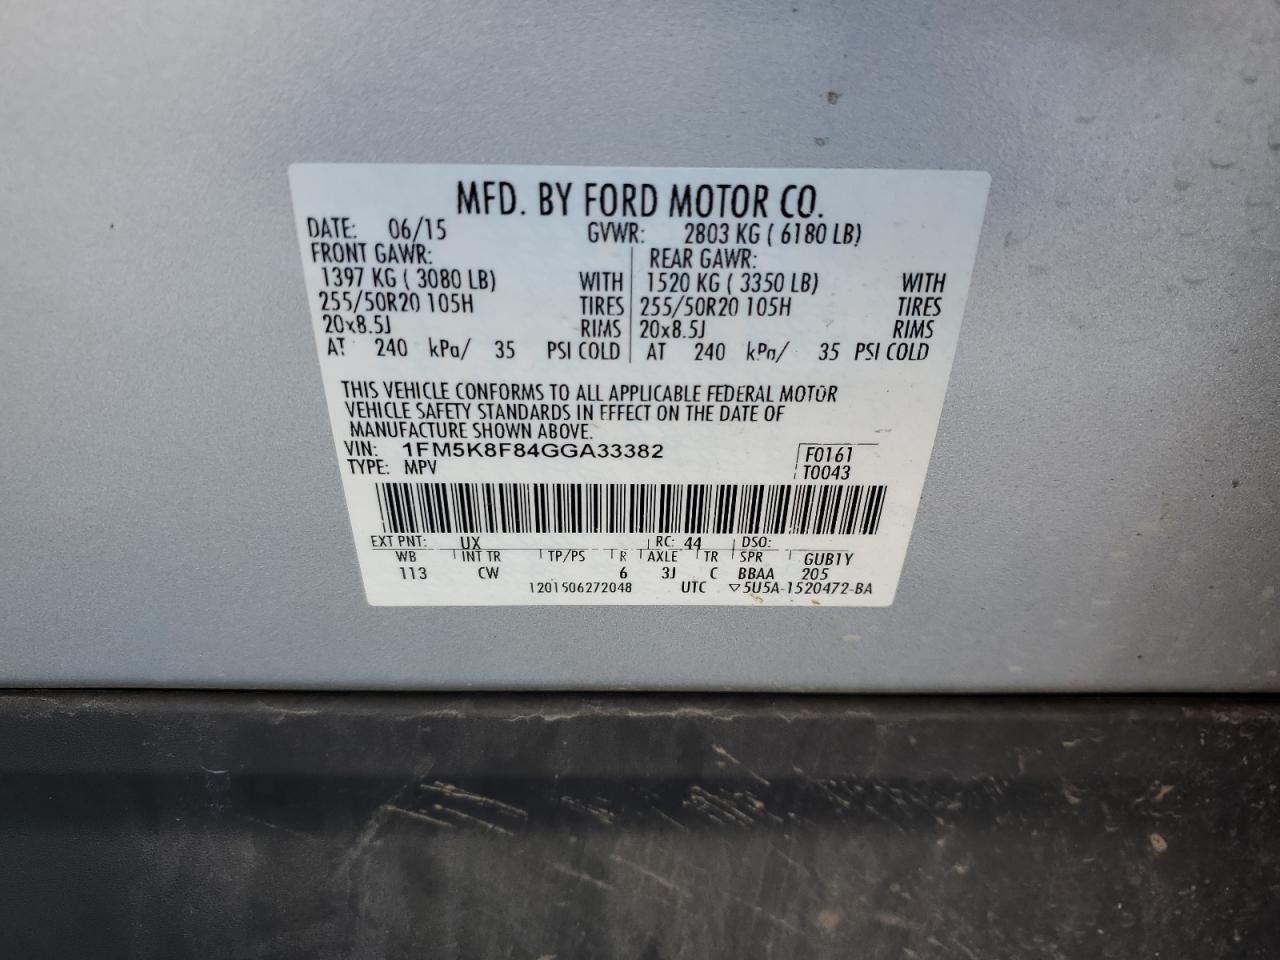 MFD. BY FORD MOTOR CO.
DATE: 06/15 GVWR: 2803 KG ( 6180 LB)
FRONT GAWR: REAR GAWR:
1397 KG ( 3080 LB) WITH 1520 KG ( 3350 LB) WITH
255/50R20 105H TIRES 255/50R20 105H TIRES
20x8.5J RIMS 20x8.5J RIMS
AT 240 kPa/ 35 PSI COLD AT 240 kPa/ 35 PSI COLD
THIS VEHICLE CONFORMS TO ALL APPLICABLE FEDERAL MOTOR
VEHICLE SAFETY STANDARDS IN EFFECT ON THE DATE OF
MANUFACTURE SHOWN ABOVE.
VIN: 1FM5K8F84GGA33382 F0161
TYPE: MPV T0043
EXT PNT: UX RC: 44 DSO:
WB INT TR TP/PS R AXLE TR SPR GUB1Y
113 CW 6 3J C BBAA 205
1201506272048 UTC ▽5U5A-1520472-BA